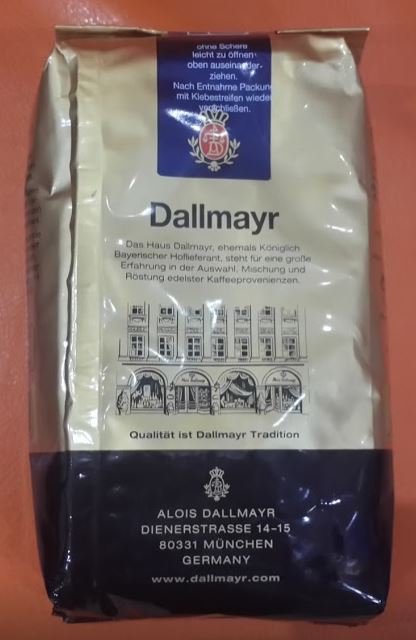 ohne Schere
leicht zu öffnen-
oben auseinander-
ziehen.
Nach Entnahme Packung
mit Klebestreifen wieder
verschließen.
Dallmayr
Das Haus Dallmayr, ehemals Königlich
Bayerischer Hoflieferant, steht für eine große
Erfahrung in der Auswahl, Mischung und
Röstung edelster Kaffeeprovenienzen.
Qualität ist Dallmayr Tradition
ALOIS DALLMAYR
DIENERSTRASSE 14-15
80331 MÜNCHEN
GERMANY
www.dallmayr.com